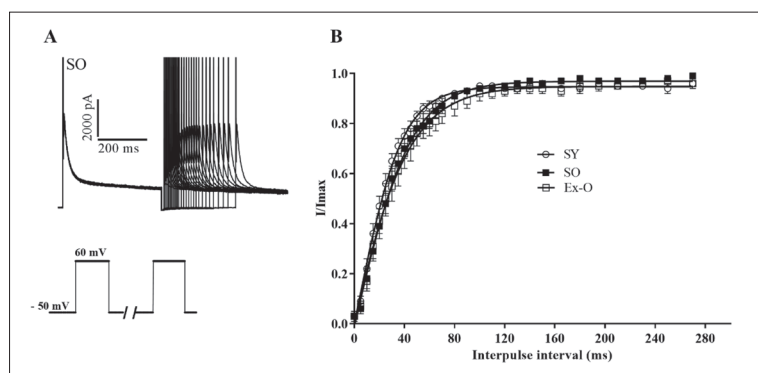 A
SO
2000 pA
200 ms
60 mV
- 50 mV
B
1.0
0.8
0.6
0.4
0.2
0.0
I/Imax
SY
SO
Ex-O
0 40 80 120 160 200 240 280
Interpulse interval (ms)